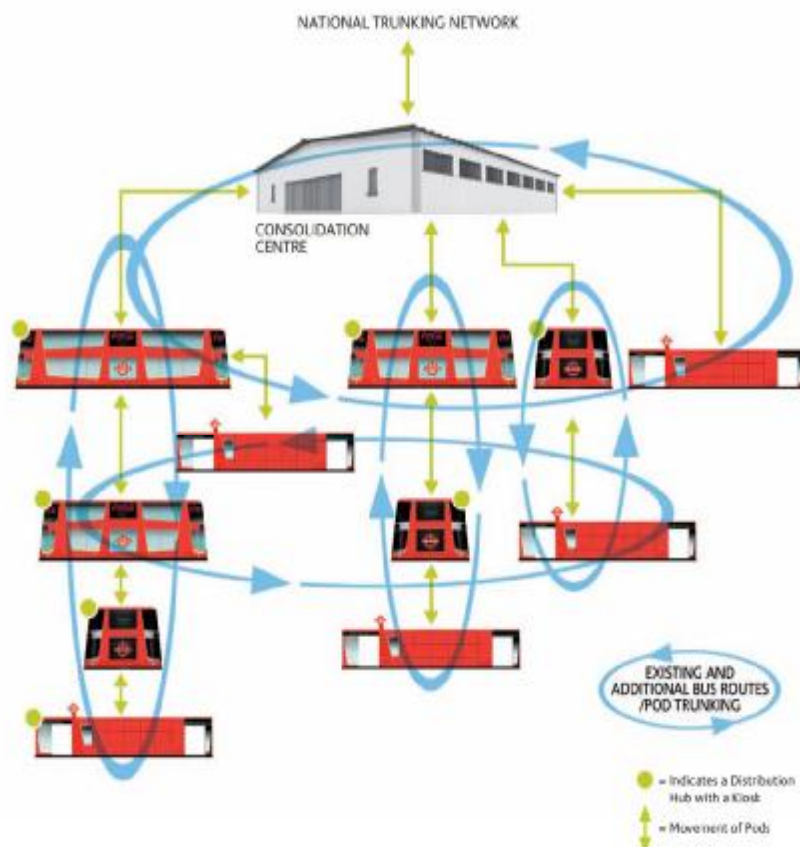 NATIONAL TRUNKING NETWORK
CONSOLIDATION
CENTRE
EXISTING AND
ADDITIONAL BUS ROUTES
/POD TRUNKING
= Indicates a Distribution
Hub with a Kiosk
= Movement of Pods